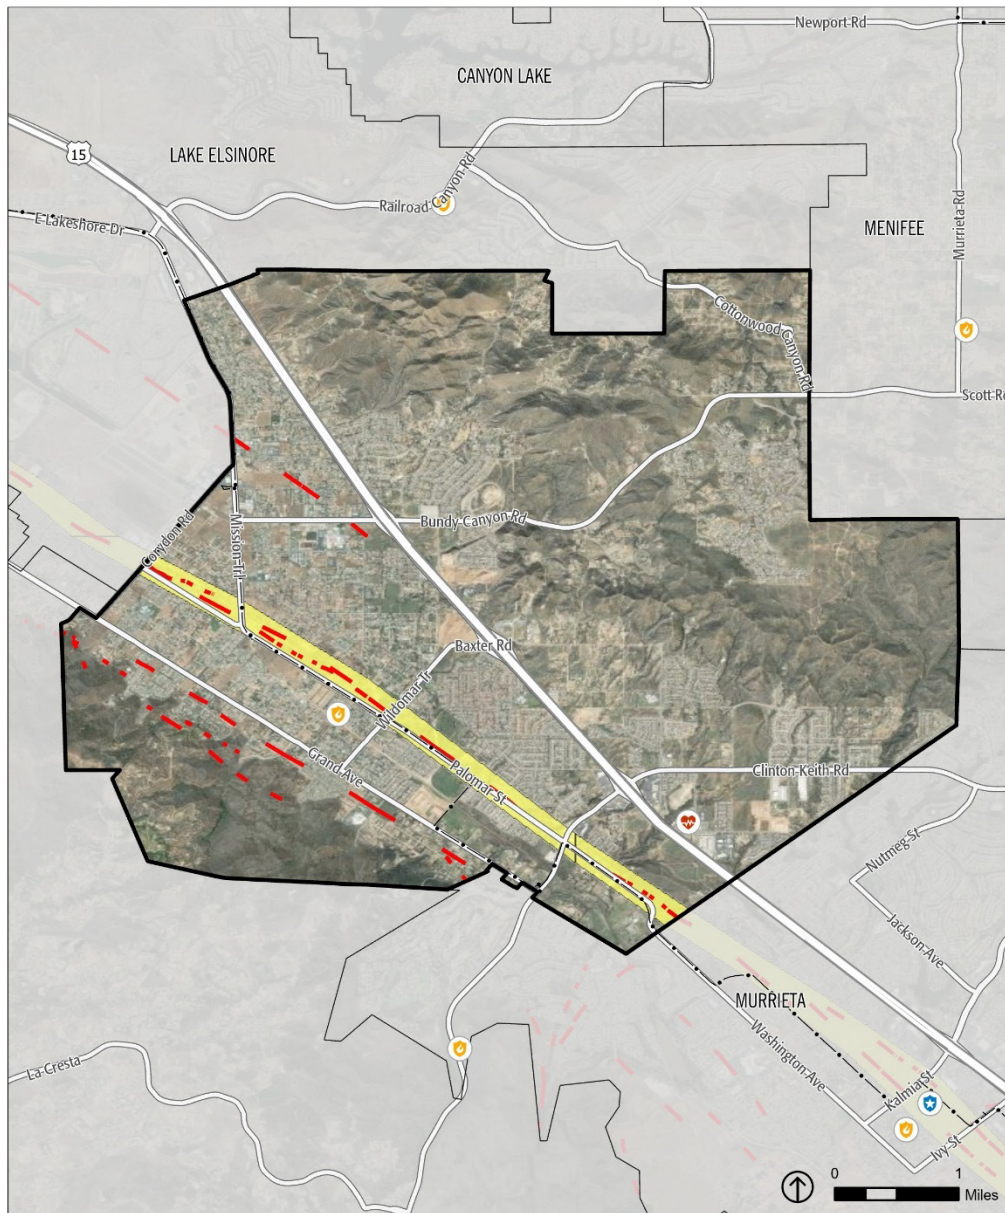 Newport Rd
CANYON LAKE
15
LAKE ELSINORE
Railroad Canyon Rd
Murrieta Rd
E Lakeshore Dr
MENIFEE
Cottonwood Canyon Rd
Scott Rd
Corydon Rd
Mission Trl
Bundy Canyon Rd
Baxter Rd
Wildomar Tr
Grand Ave
Palomar St
Clinton Keith Rd
Nutmeg St
Jackson Ave
MURRIETA
Washington Ave
La Cresta
Kalmia St
Ivy St
0 1
Miles